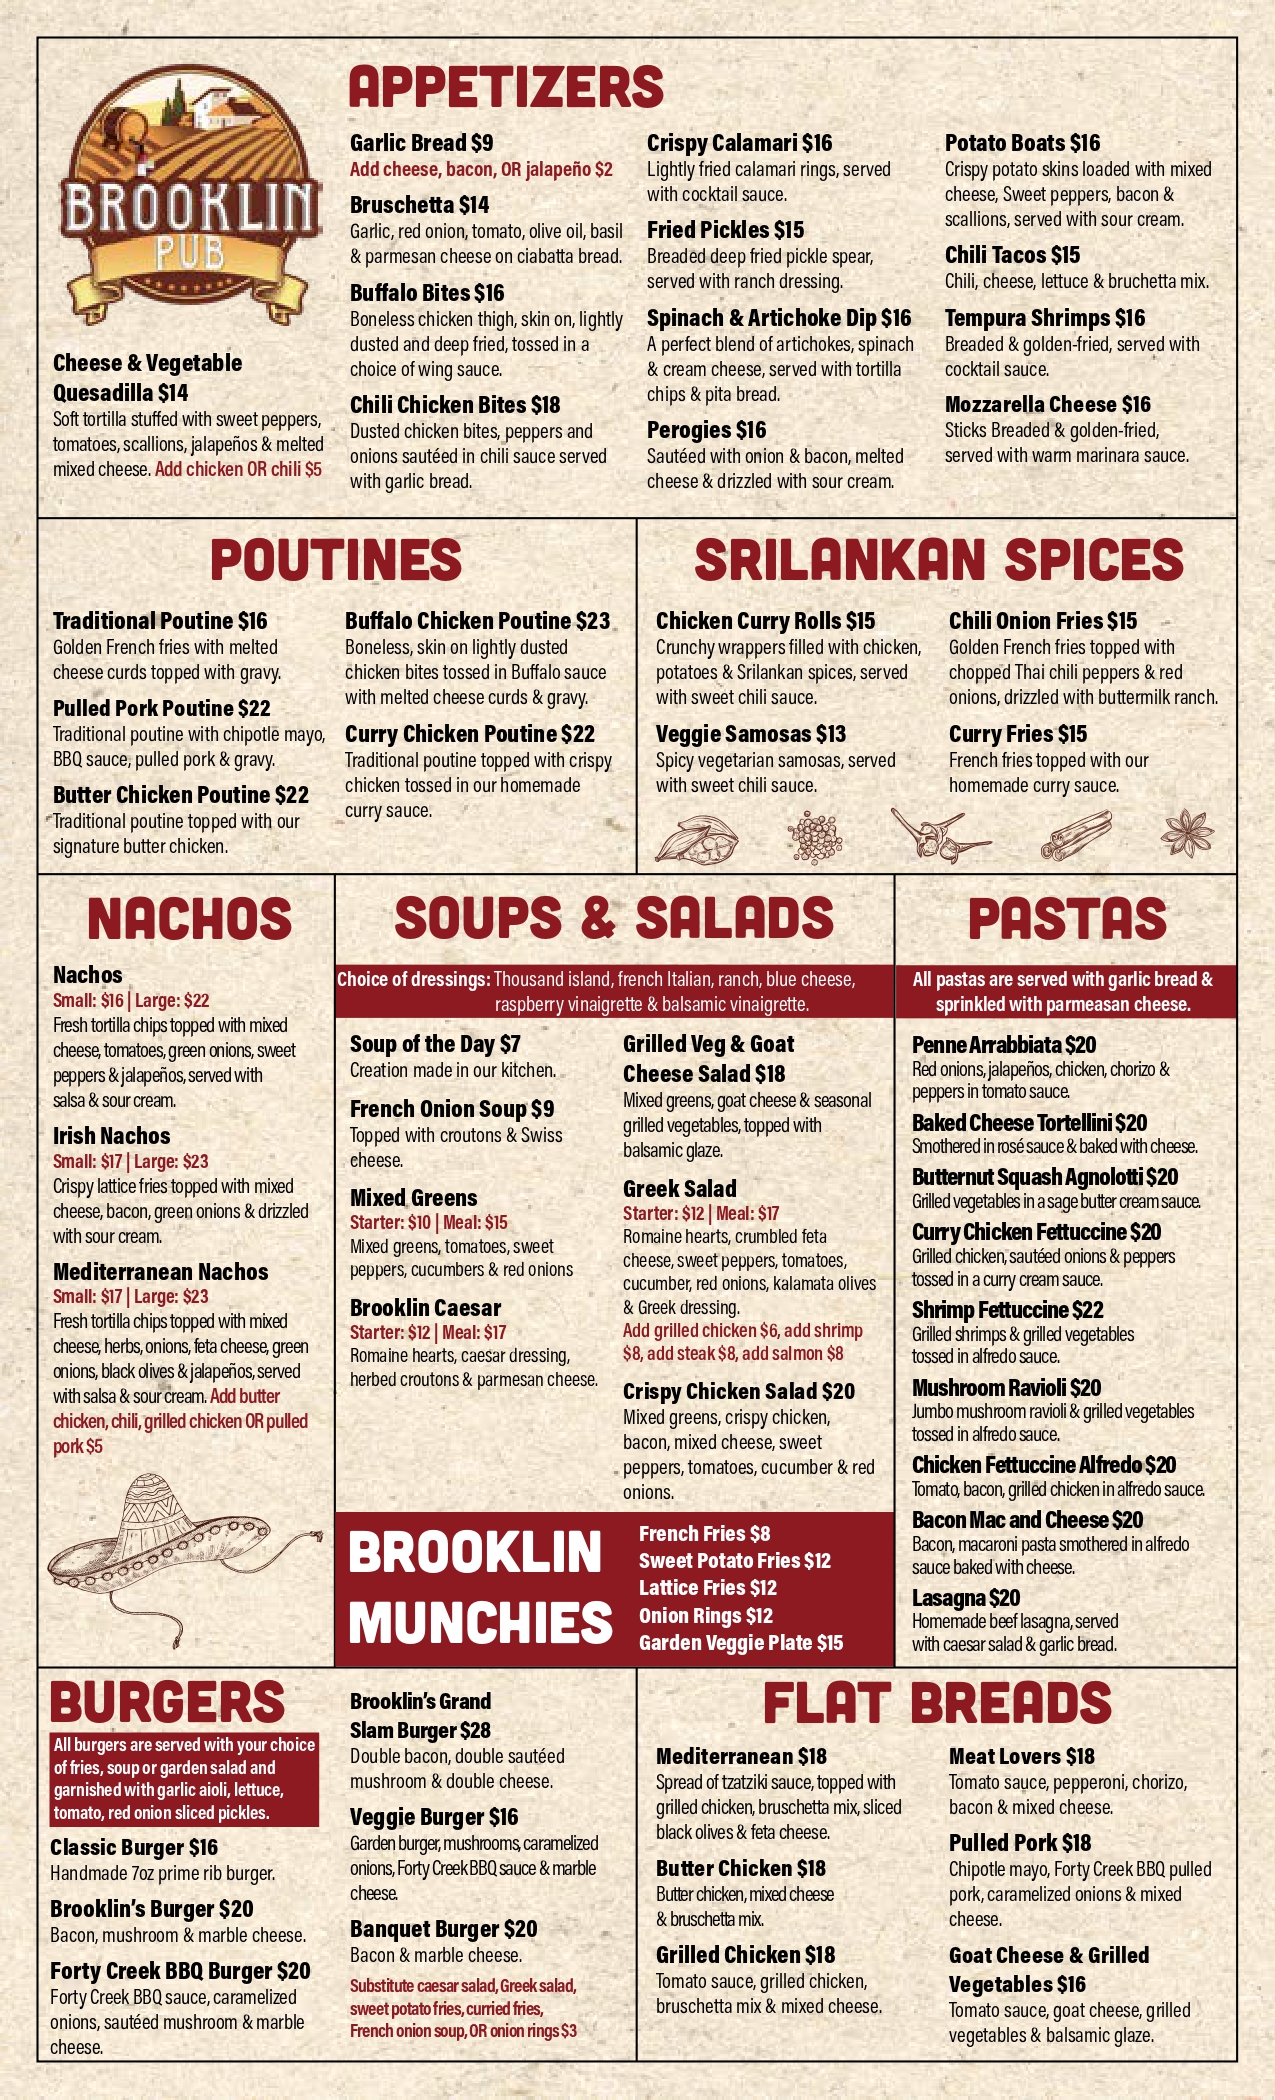 BROOKLIN
PUB
APPETIZERS
Cheese & Vegetable
Quesadilla $14
Soft tortilla stuffed with sweet peppers,
tomatoes, scallions, jalapeños & melted
mixed cheese. Add chicken OR chili $5
Garlic Bread $9
Add cheese, bacon, OR jalapeño $2
Bruschetta $14
Garlic, red onion, tomato, olive oil, basil
& parmesan cheese on ciabatta bread.
Buffalo Bites $16
Boneless chicken thigh, skin on, lightly
dusted and deep fried, tossed in a
choice of wing sauce.
Chili Chicken Bites $18
Dusted chicken bites, peppers and
onions sautéed in chili sauce served
with garlic bread.
Crispy Calamari $16
Lightly fried calamari rings, served
with cocktail sauce.
Fried Pickles $15
Breaded deep fried pickle spear,
served with ranch dressing.
Spinach & Artichoke Dip $16
A perfect blend of artichokes, spinach
& cream cheese, served with tortilla
chips & pita bread.
Perogies $16
Sautéed with onion & bacon, melted
cheese & drizzled with sour cream.
Potato Boats $16
Crispy potato skins loaded with mixed
cheese, Sweet peppers, bacon &
scallions, served with sour cream.
Chili Tacos $15
Chili, cheese, lettuce & bruchetta mix.
Tempura Shrimps $16
Breaded & golden-fried, served with
cocktail sauce.
Mozzarella Cheese $16
Sticks Breaded & golden-fried,
served with warm marinara sauce.
POUTINES
Traditional Poutine $16
Golden French fries with melted
cheese curds topped with gravy.
Pulled Pork Poutine $22
Traditional poutine with chipotle mayo,
BBQ sauce, pulled pork & gravy.
Butter Chicken Poutine $22
Traditional poutine topped with our
signature butter chicken.
Buffalo Chicken Poutine $23
Boneless, skin on lightly dusted
chicken bites tossed in Buffalo sauce
with melted cheese curds & gravy.
Curry Chicken Poutine $22
Traditional poutine topped with crispy
chicken tossed in our homemade
curry sauce.
SRILANKAN SPICES
Chicken Curry Rolls $15
Crunchy wrappers filled with chicken,
potatoes & Srilankan spices, served
with sweet chili sauce.
Veggie Samosas $13
Spicy vegetarian samosas, served
with sweet chili sauce.
Chili Onion Fries $15
Golden French fries topped with
chopped Thai chili peppers & red
onions, drizzled with buttermilk ranch.
Curry Fries $15
French fries topped with our
homemade curry sauce.
NACHOS
Nachos
Small: $16 | Large: $22
Fresh tortilla chips topped with mixed
cheese, tomatoes, green onions, sweet
peppers & jalapeños, served with
salsa & sour cream.
Irish Nachos
Small: $17 | Large: $23
Crispy lattice fries topped with mixed
cheese, bacon, green onions & drizzled
with sour cream.
Mediterranean Nachos
Small: $17 | Large: $23
Fresh tortilla chips topped with mixed
cheese, herbs, onions, feta cheese, green
onions, black olives & jalapeños, served
with salsa & sour cream. Add butter
chicken, chili, grilled chicken OR pulled
pork $5
SOUPS & SALADS
Choice of dressings: Thousand island, french Italian, ranch, blue cheese,
raspberry vinaigrette & balsamic vinaigrette.
Soup of the Day $7
Creation made in our kitchen.
French Onion Soup $9
Topped with croutons & Swiss
cheese.
Mixed Greens
Starter: $10 | Meal: $15
Mixed greens, tomatoes, sweet
peppers, cucumbers & red onions
Brooklin Caesar
Starter: $12 | Meal: $17
Romaine hearts, caesar dressing,
herbed croutons & parmesan cheese.
Grilled Veg & Goat
Cheese Salad $18
Mixed greens, goat cheese & seasonal
grilled vegetables, topped with
balsamic glaze.
Greek Salad
Starter: $12 | Meal: $17
Romaine hearts, crumbled feta
cheese, sweet peppers, tomatoes,
cucumber, red onions, kalamata olives
& Greek dressing.
Add grilled chicken $6, add shrimp
$8, add steak $8, add salmon $8
Crispy Chicken Salad $20
Mixed greens, crispy chicken,
bacon, mixed cheese, sweet
peppers, tomatoes, cucumber & red
onions.
BROOKLIN
MUNCHIES
French Fries $8
Sweet Potato Fries $12
Lattice Fries $12
Onion Rings $12
Garden Veggie Plate $15
PASTAS
All pastas are served with garlic bread &
sprinkled with parmeasan cheese.
Penne Arrabbiata $20
Red onions, jalapeños, chicken, chorizo &
peppers in tomato sauce.
Baked Cheese Tortellini $20
Smothered in rosé sauce & baked with cheese.
Butternut Squash Agnolotti $20
Grilled vegetables in a sage butter cream sauce.
Curry Chicken Fettuccine $20
Grilled chicken, sautéed onions & peppers
tossed in a curry cream sauce.
Shrimp Fettuccine $22
Grilled shrimps & grilled vegetables
tossed in alfredo sauce.
Mushroom Ravioli $20
Jumbo mushroom ravioli & grilled vegetables
tossed in alfredo sauce.
Chicken Fettuccine Alfredo $20
Tomato, bacon, grilled chicken in alfredo sauce.
Bacon Mac and Cheese $20
Bacon, macaroni pasta smothered in alfredo
sauce baked with cheese.
Lasagna $20
Homemade beef lasagna, served
with caesar salad & garlic bread.
BURGERS
All burgers are served with your choice
of fries, soup or garden salad and
garnished with garlic aioli, lettuce,
tomato, red onion sliced pickles.
Classic Burger $16
Handmade 7oz prime rib burger.
Brooklin's Burger $20
Bacon, mushroom & marble cheese.
Forty Creek BBQ Burger $20
Forty Creek BBQ sauce, caramelized
onions, sautéed mushroom & marble
cheese.
Brooklin's Grand
Slam Burger $28
Double bacon, double sautéed
mushroom & double cheese.
Veggie Burger $16
Garden burger, mushrooms, caramelized
onions, Forty Creek BBQ sauce & marble
cheese.
Banquet Burger $20
Bacon & marble cheese.
Substitute caesar salad, Greek salad,
sweet potato fries, curried fries,
French onion soup, OR onion rings $3
FLAT BREADS
Mediterranean $18
Spread of tzatziki sauce, topped with
grilled chicken, bruschetta mix, sliced
black olives & feta cheese.
Butter Chicken $18
Butter chicken, mixed cheese
& bruschetta mix.
Grilled Chicken $18
Tomato sauce, grilled chicken,
bruschetta mix & mixed cheese.
Meat Lovers $18
Tomato sauce, pepperoni, chorizo,
bacon & mixed cheese.
Pulled Pork $18
Chipotle mayo, Forty Creek BBQ pulled
pork, caramelized onions & mixed
cheese.
Goat Cheese & Grilled
Vegetables $16
Tomato sauce, goat cheese, grilled
vegetables & balsamic glaze.